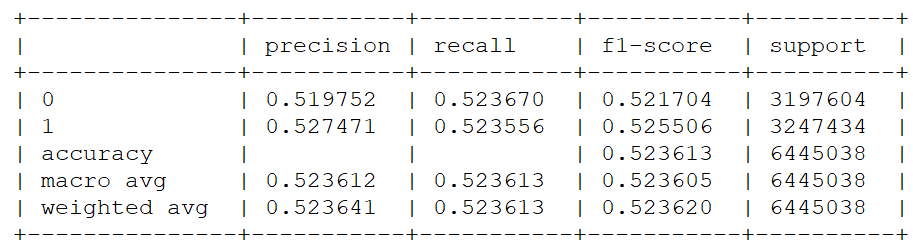 +---------------+-----------+-----------+-----------+----------+
|               | precision | recall    | f1-score  | support  |
+---------------+-----------+-----------+-----------+----------+
| 0             | 0.519752  | 0.523670  | 0.521704  | 3197604  |
| 1             | 0.527471  | 0.523556  | 0.525506  | 3247434  |
| accuracy      |           |           | 0.523613  | 6445038  |
| macro avg     | 0.523612  | 0.523613  | 0.523605  | 6445038  |
| weighted avg  | 0.523641  | 0.523613  | 0.523620  | 6445038  |
+---------------+-----------+-----------+-----------+----------+